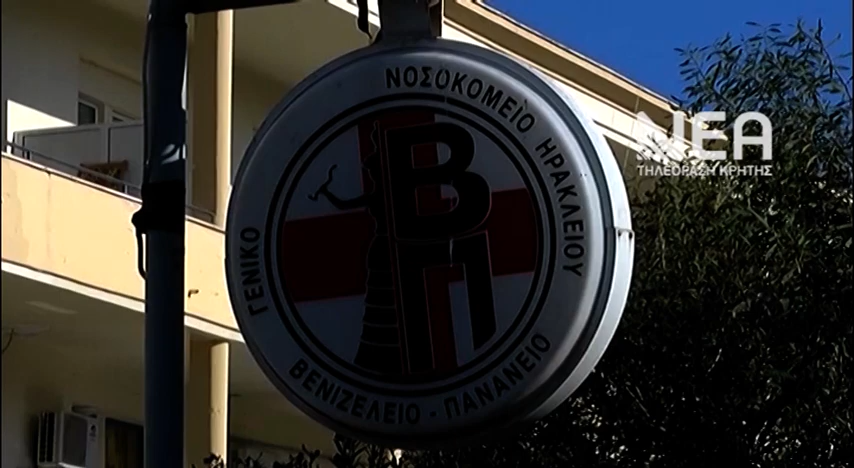 ΓΕΝΙΚΟ ΝΟΣΟΚΟΜΕΙΟ ΗΡΑΚΛΕΙΟΥ
ΒΠ
ΒΕΝΙΖΕΛΕΙΟ - ΠΑΝΑΝΕΙΟ
ΝΕΑ
ΤΗΛΕΟΡΑΣΗ ΚΡΗΤΗΣ